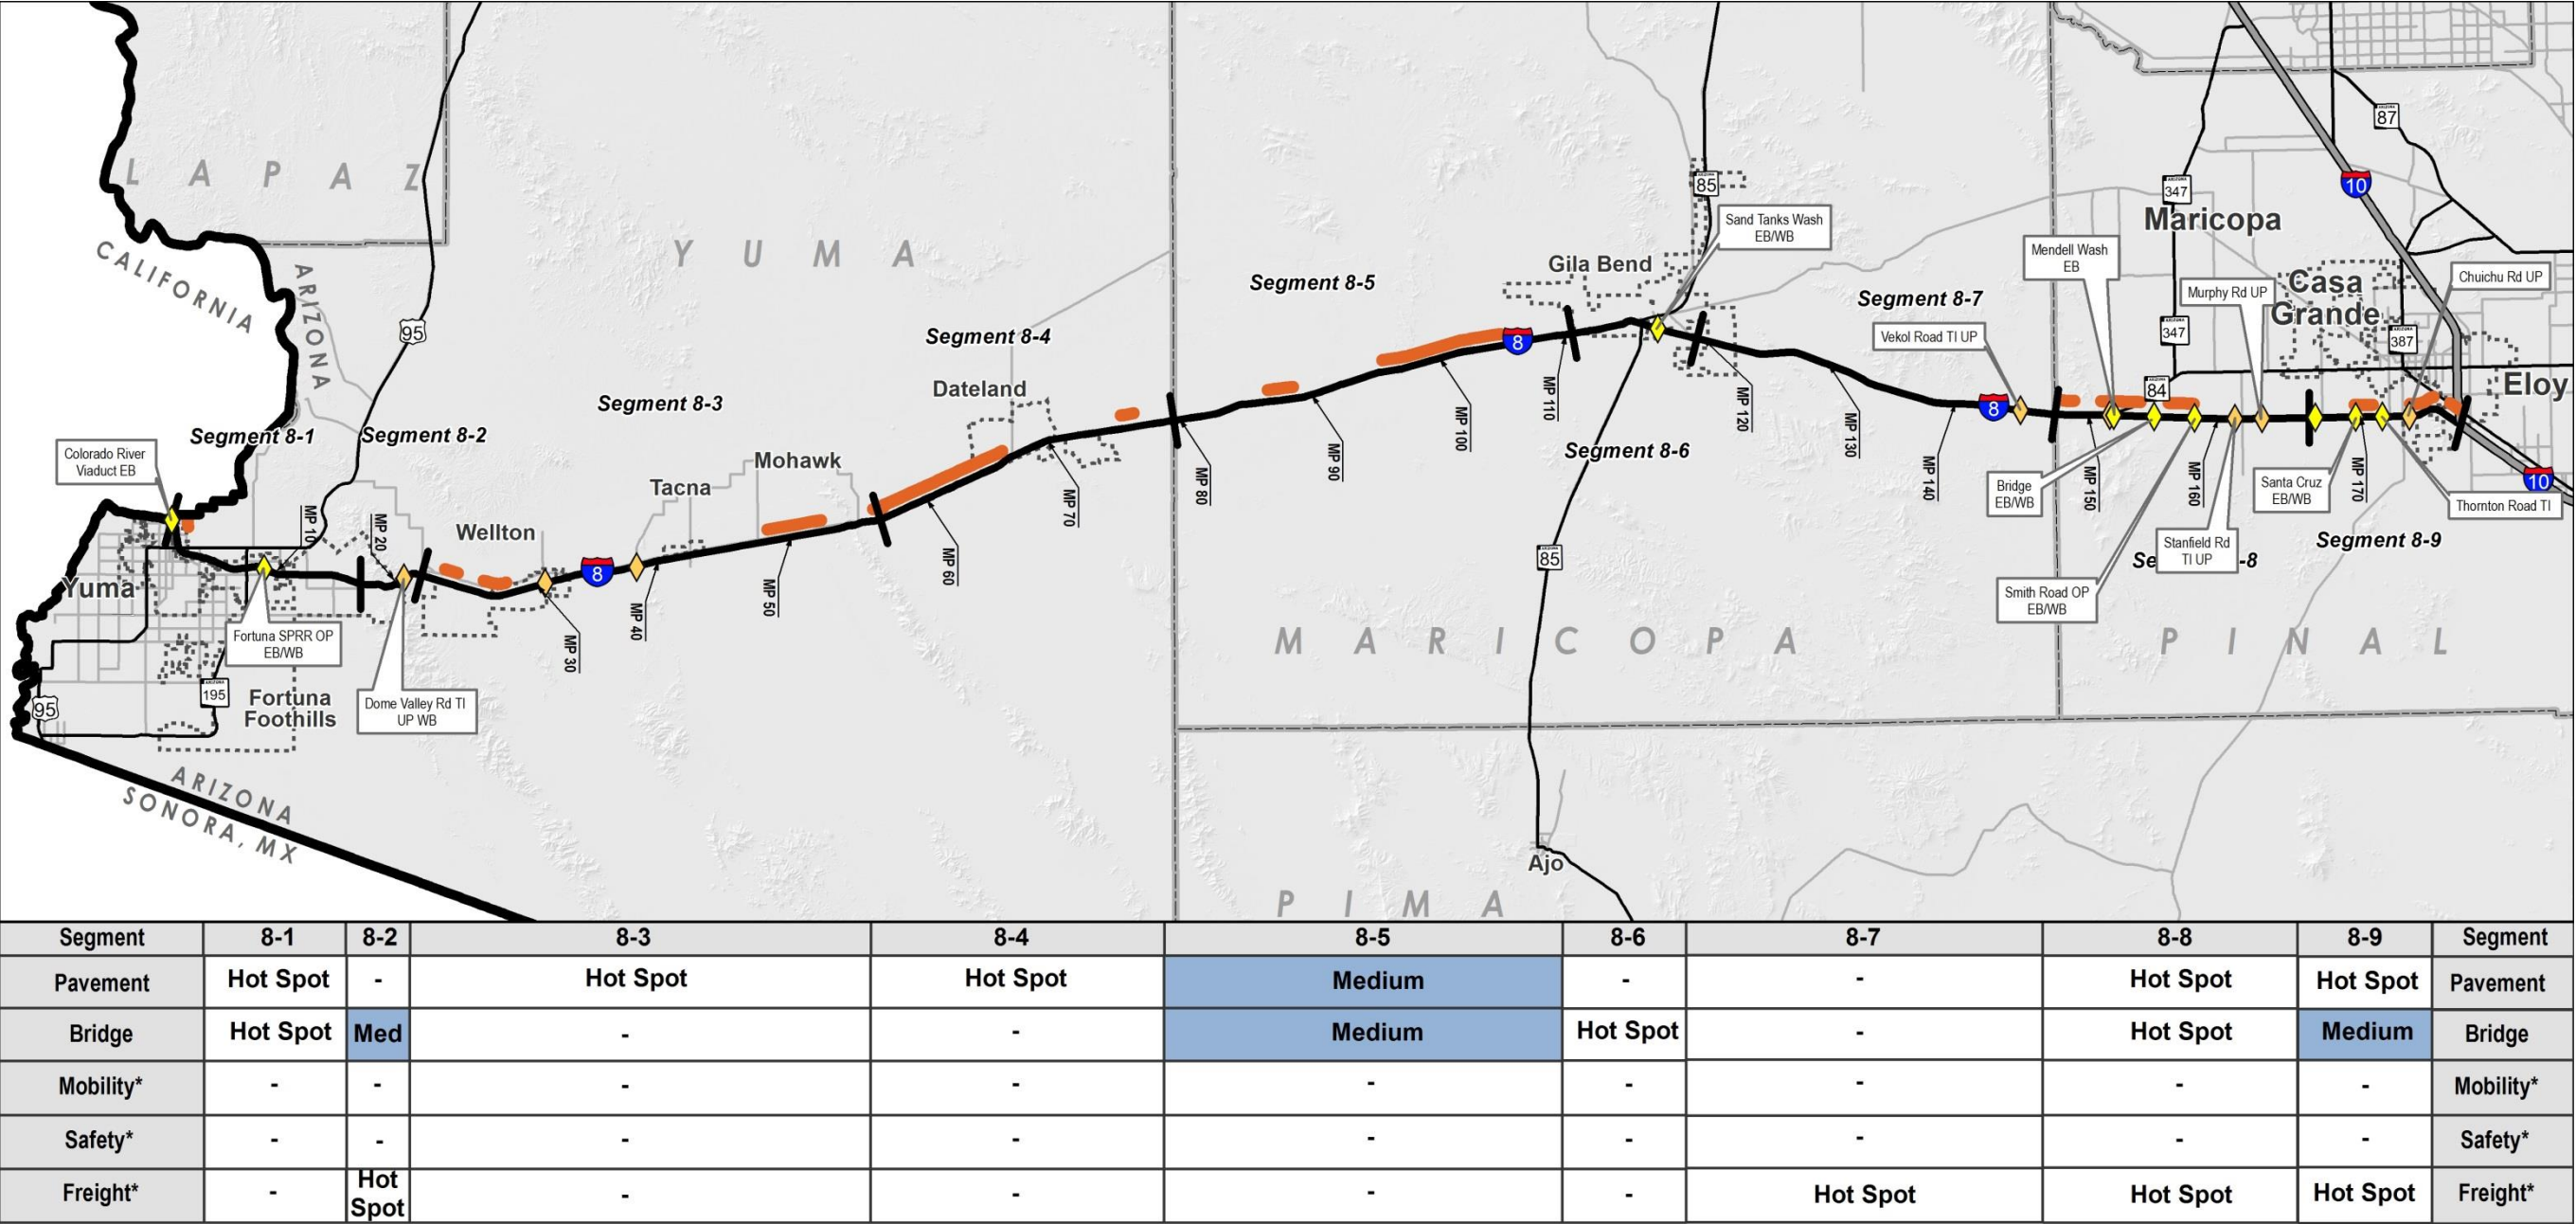 L A P A Z
CALIFORNIA
ARIZONA
95
Y U M A
Segment 8-1
Segment 8-2
Segment 8-3
Segment 8-4
Segment 8-5
Segment 8-6
Segment 8-7
Se
-8
Segment 8-9
Colorado River
Viaduct EB
Yuma
MP 10
MP 20
Fortuna SPRR OP
EB/WB
Dome Valley Rd TI
UP WB
Fortuna
Foothills
195
95
ARIZONA
SONORA, MX
Wellton
8
MP 30
Tacna
MP 40
Mohawk
MP 50
MP 60
Dateland
MP 70
MP 80
MP 90
MP 100
8
MP 110
Gila Bend
85
Sand Tanks Wash
EB/WB
MP 120
MP 130
MP 140
85
Ajo
M A R I C O P A
P I M A
Vekol Road TI UP
8
Mendell Wash
EB
347
Maricopa
347
Murphy Rd UP
84
Casa
Grande
387
Chuichu Rd UP
87
10
Eloy
10
Bridge
EB/WB
MP 150
MP 160
Santa Cruz
EB/WB
MP 170
Thornton Road TI
Stanfield Rd
TI UP
Smith Road OP
EB/WB
P I N A L
Segment 8-1 8-2 8-3 8-4 8-5 8-6 8-7 8-8 8-9 Segment
Pavement Hot Spot - Hot Spot Hot Spot Medium - - Hot Spot Hot Spot Pavement
Bridge Hot Spot Med - - Medium Hot Spot - Hot Spot Medium Bridge
Mobility* - - - - - - - - - Mobility*
Safety* - - - - - - - - - Safety*
Freight* - Hot Spot - - - - Hot Spot Hot Spot Hot Spot Freight*